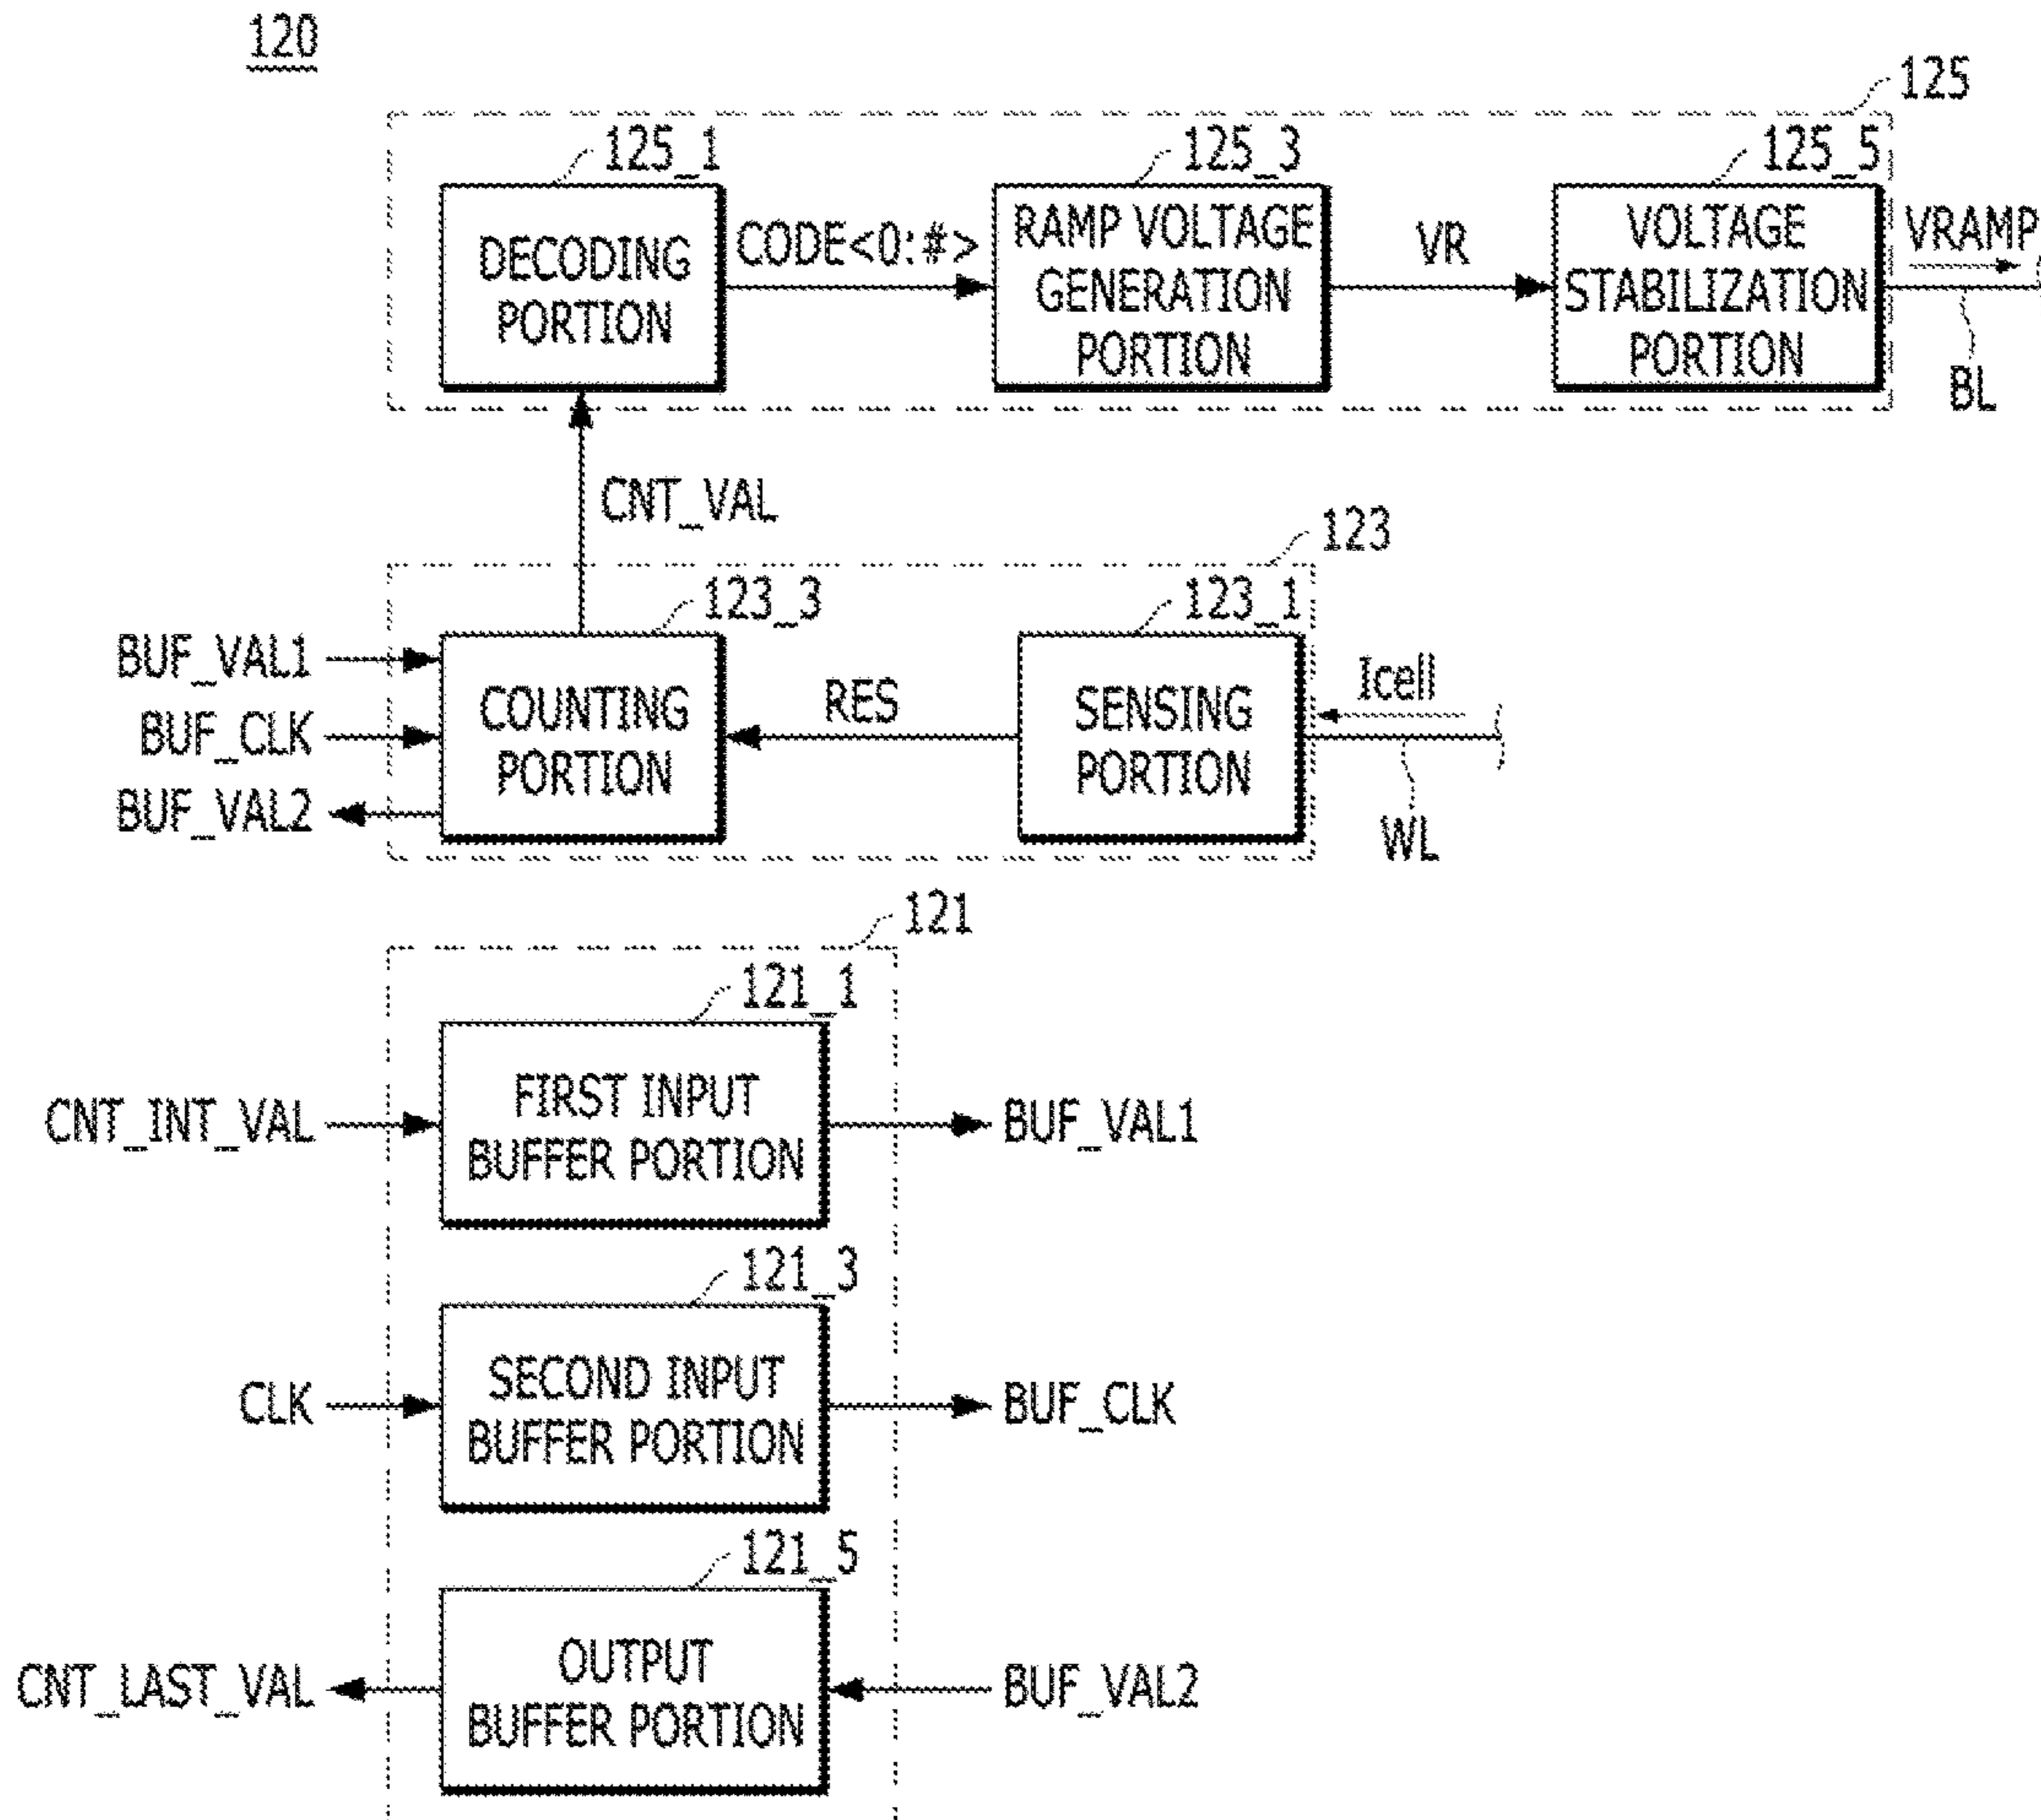 120
125
125_1
125_3
125_5
DECODING
PORTION
CODE<0:#>
RAMP VOLTAGE
GENERATION
PORTION
VR
VOLTAGE
STABILIZATION
PORTION
VRAMP
BL
CNT_VAL
123
123_3
123_1
BUF_VAL1
BUF_CLK
BUF_VAL2
COUNTING
PORTION
RES
SENSING
PORTION
Icell
WL
121
121_1
CNT_INT_VAL
FIRST INPUT
BUFFER PORTION
BUF_VAL1
121_3
CLK
SECOND INPUT
BUFFER PORTION
BUF_CLK
121_5
CNT_LAST_VAL
OUTPUT
BUFFER PORTION
BUF_VAL2